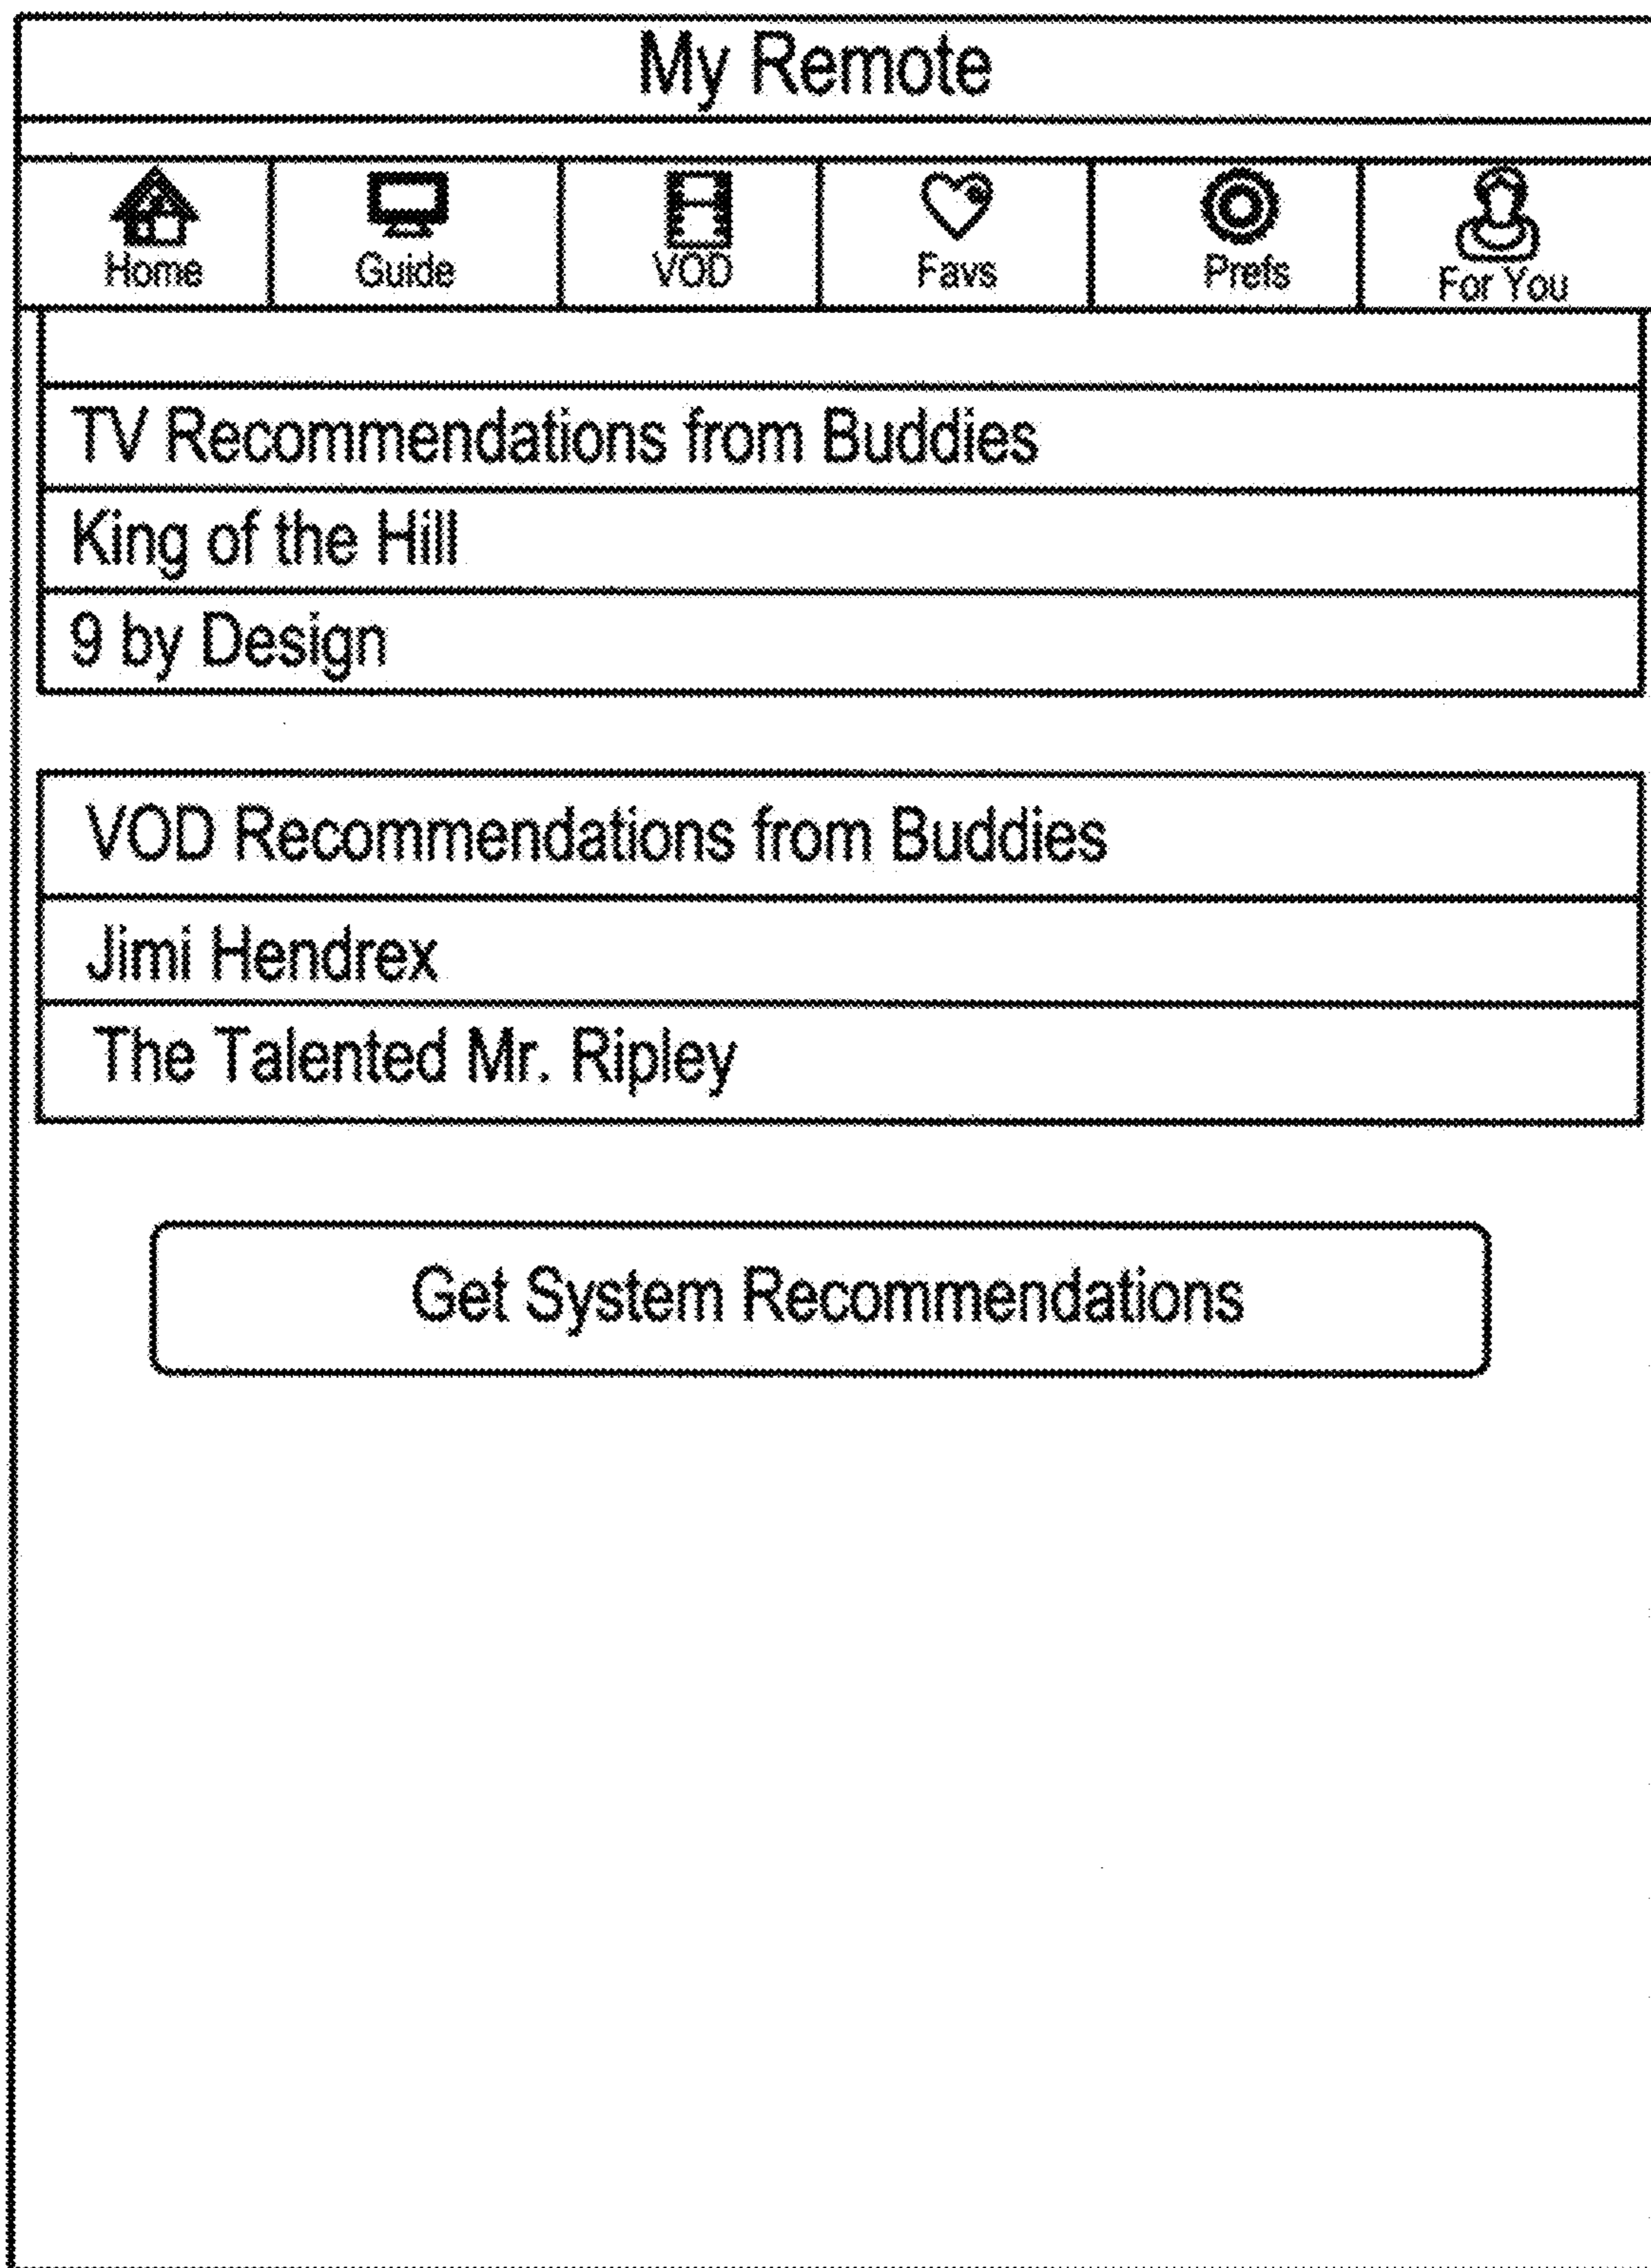 My Remote
Home Guide VOD Favs Prefs For You
TV Recommendations from Buddies
King of the Hill
9 by Design
VOD Recommendations from Buddies
Jimi Hendrex
The Talented Mr. Ripley
Get System Recommendations